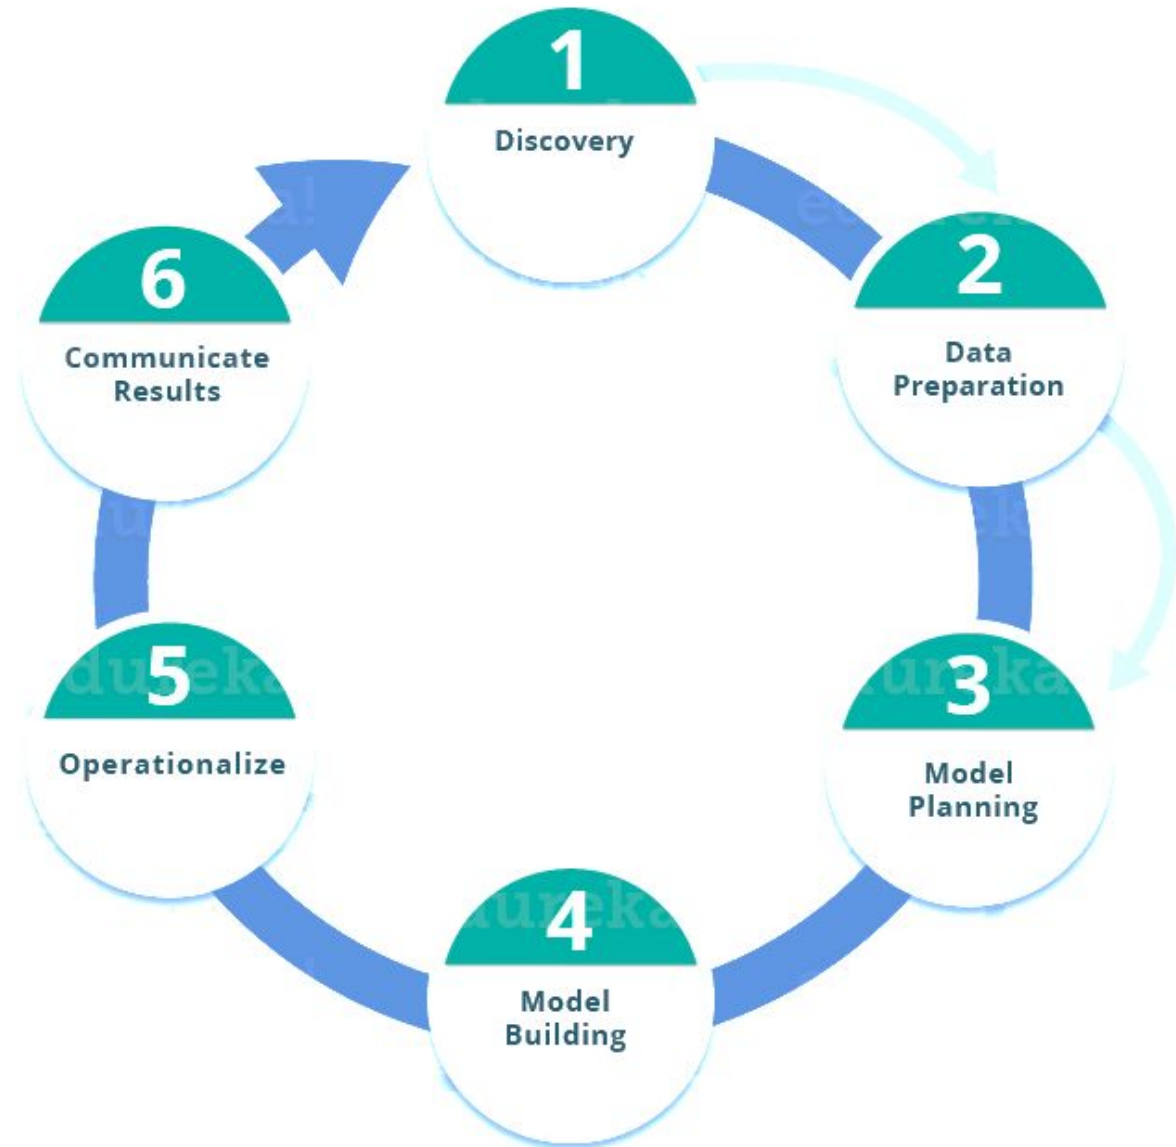 1
Discovery
2
Data
Preparation
3
Model
Planning
4
Model
Building
5
Operationalize
6
Communicate
Results